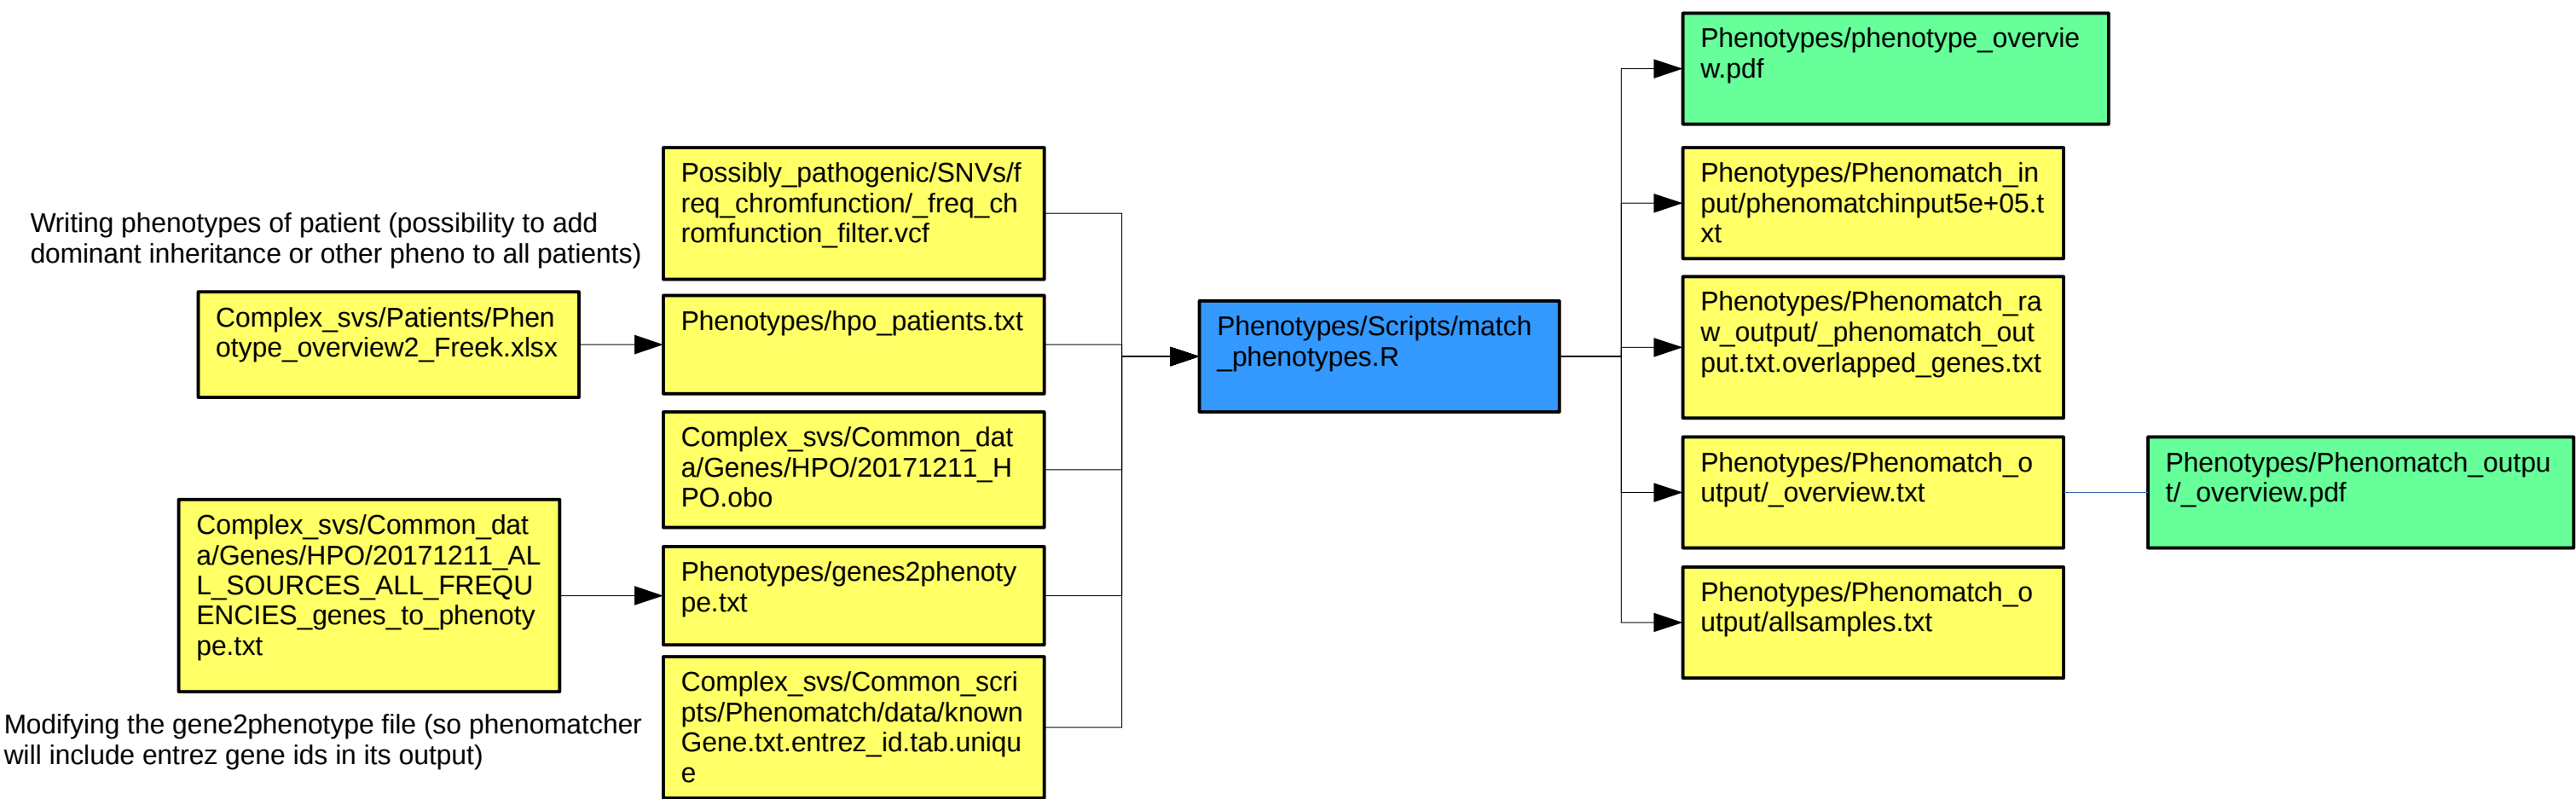 Writing phenotypes of patient (possibility to add
dominant inheritance or other pheno to all patients)
Complex_svs/Patients/Phen
otype_overview2_Freek.xlsx
Complex_svs/Common_dat
a/Genes/HPO/20171211_AL
L_SOURCES_ALL_FREQU
ENCIES_genes_to_phenoty
pe.txt
Modifying the gene2phenotype file (so phenomatcher
will include entrez gene ids in its output)
Possibly_pathogenic/SNVs/f
req_chromfunction/_freq_ch
romfunction_filter.vcf
Phenotypes/hpo_patients.txt
Complex_svs/Common_dat
a/Genes/HPO/20171211_H
PO.obo
Phenotypes/genes2phenoty
pe.txt
Complex_svs/Common_scri
pts/Phenomatch/data/known
Gene.txt.entrez_id.tab.uniqu
e
Phenotypes/Scripts/match
_phenotypes.R
Phenotypes/phenotype_overvie
w.pdf
Phenotypes/Phenomatch_in
put/phenomatchinput5e+05.t
xt
Phenotypes/Phenomatch_ra
w_output/_phenomatch_out
put.txt.overlapped_genes.txt
Phenotypes/Phenomatch_o
utput/_overview.txt
Phenotypes/Phenomatch_outpu
t/_overview.pdf
Phenotypes/Phenomatch_o
utput/allsamples.txt